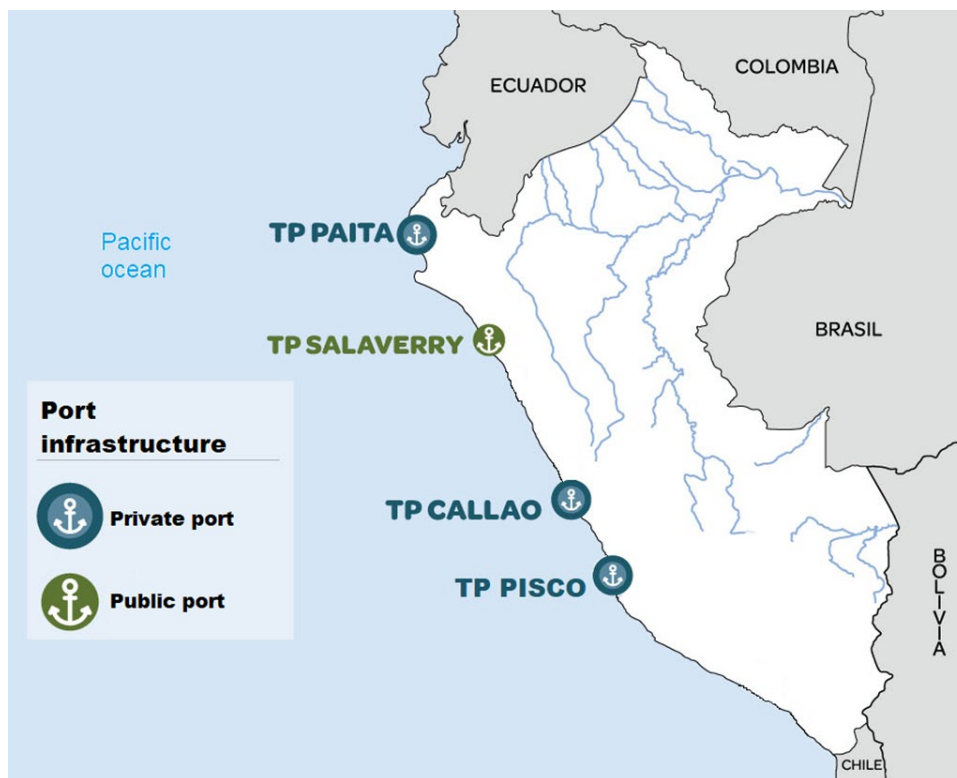 COLOMBIA
ECUADOR
TP PAITA
Pacific
ocean
BRASIL
TP SALAVERRY
Port
infrastructure
Private port
Public port
TP CALLAO
TP PISCO
BOLIVIA
CHILE